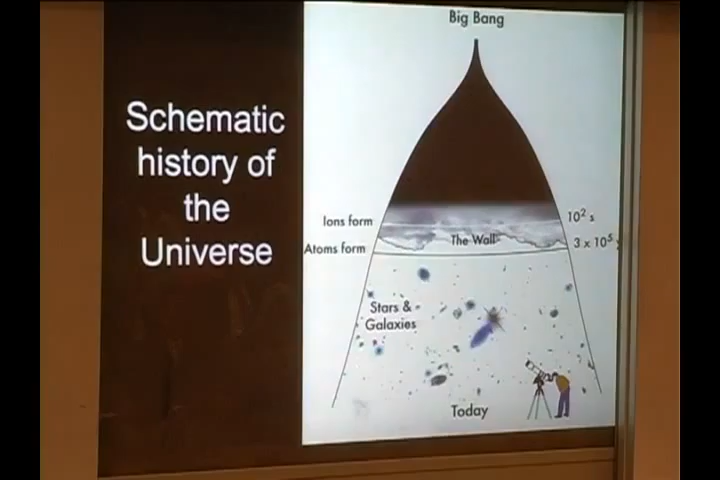 Schematic
history of
the
Universe
Big Bang
Ions form
10² s
The Wall
Atoms form
3 x 10⁵
Stars &
Galaxies
Today